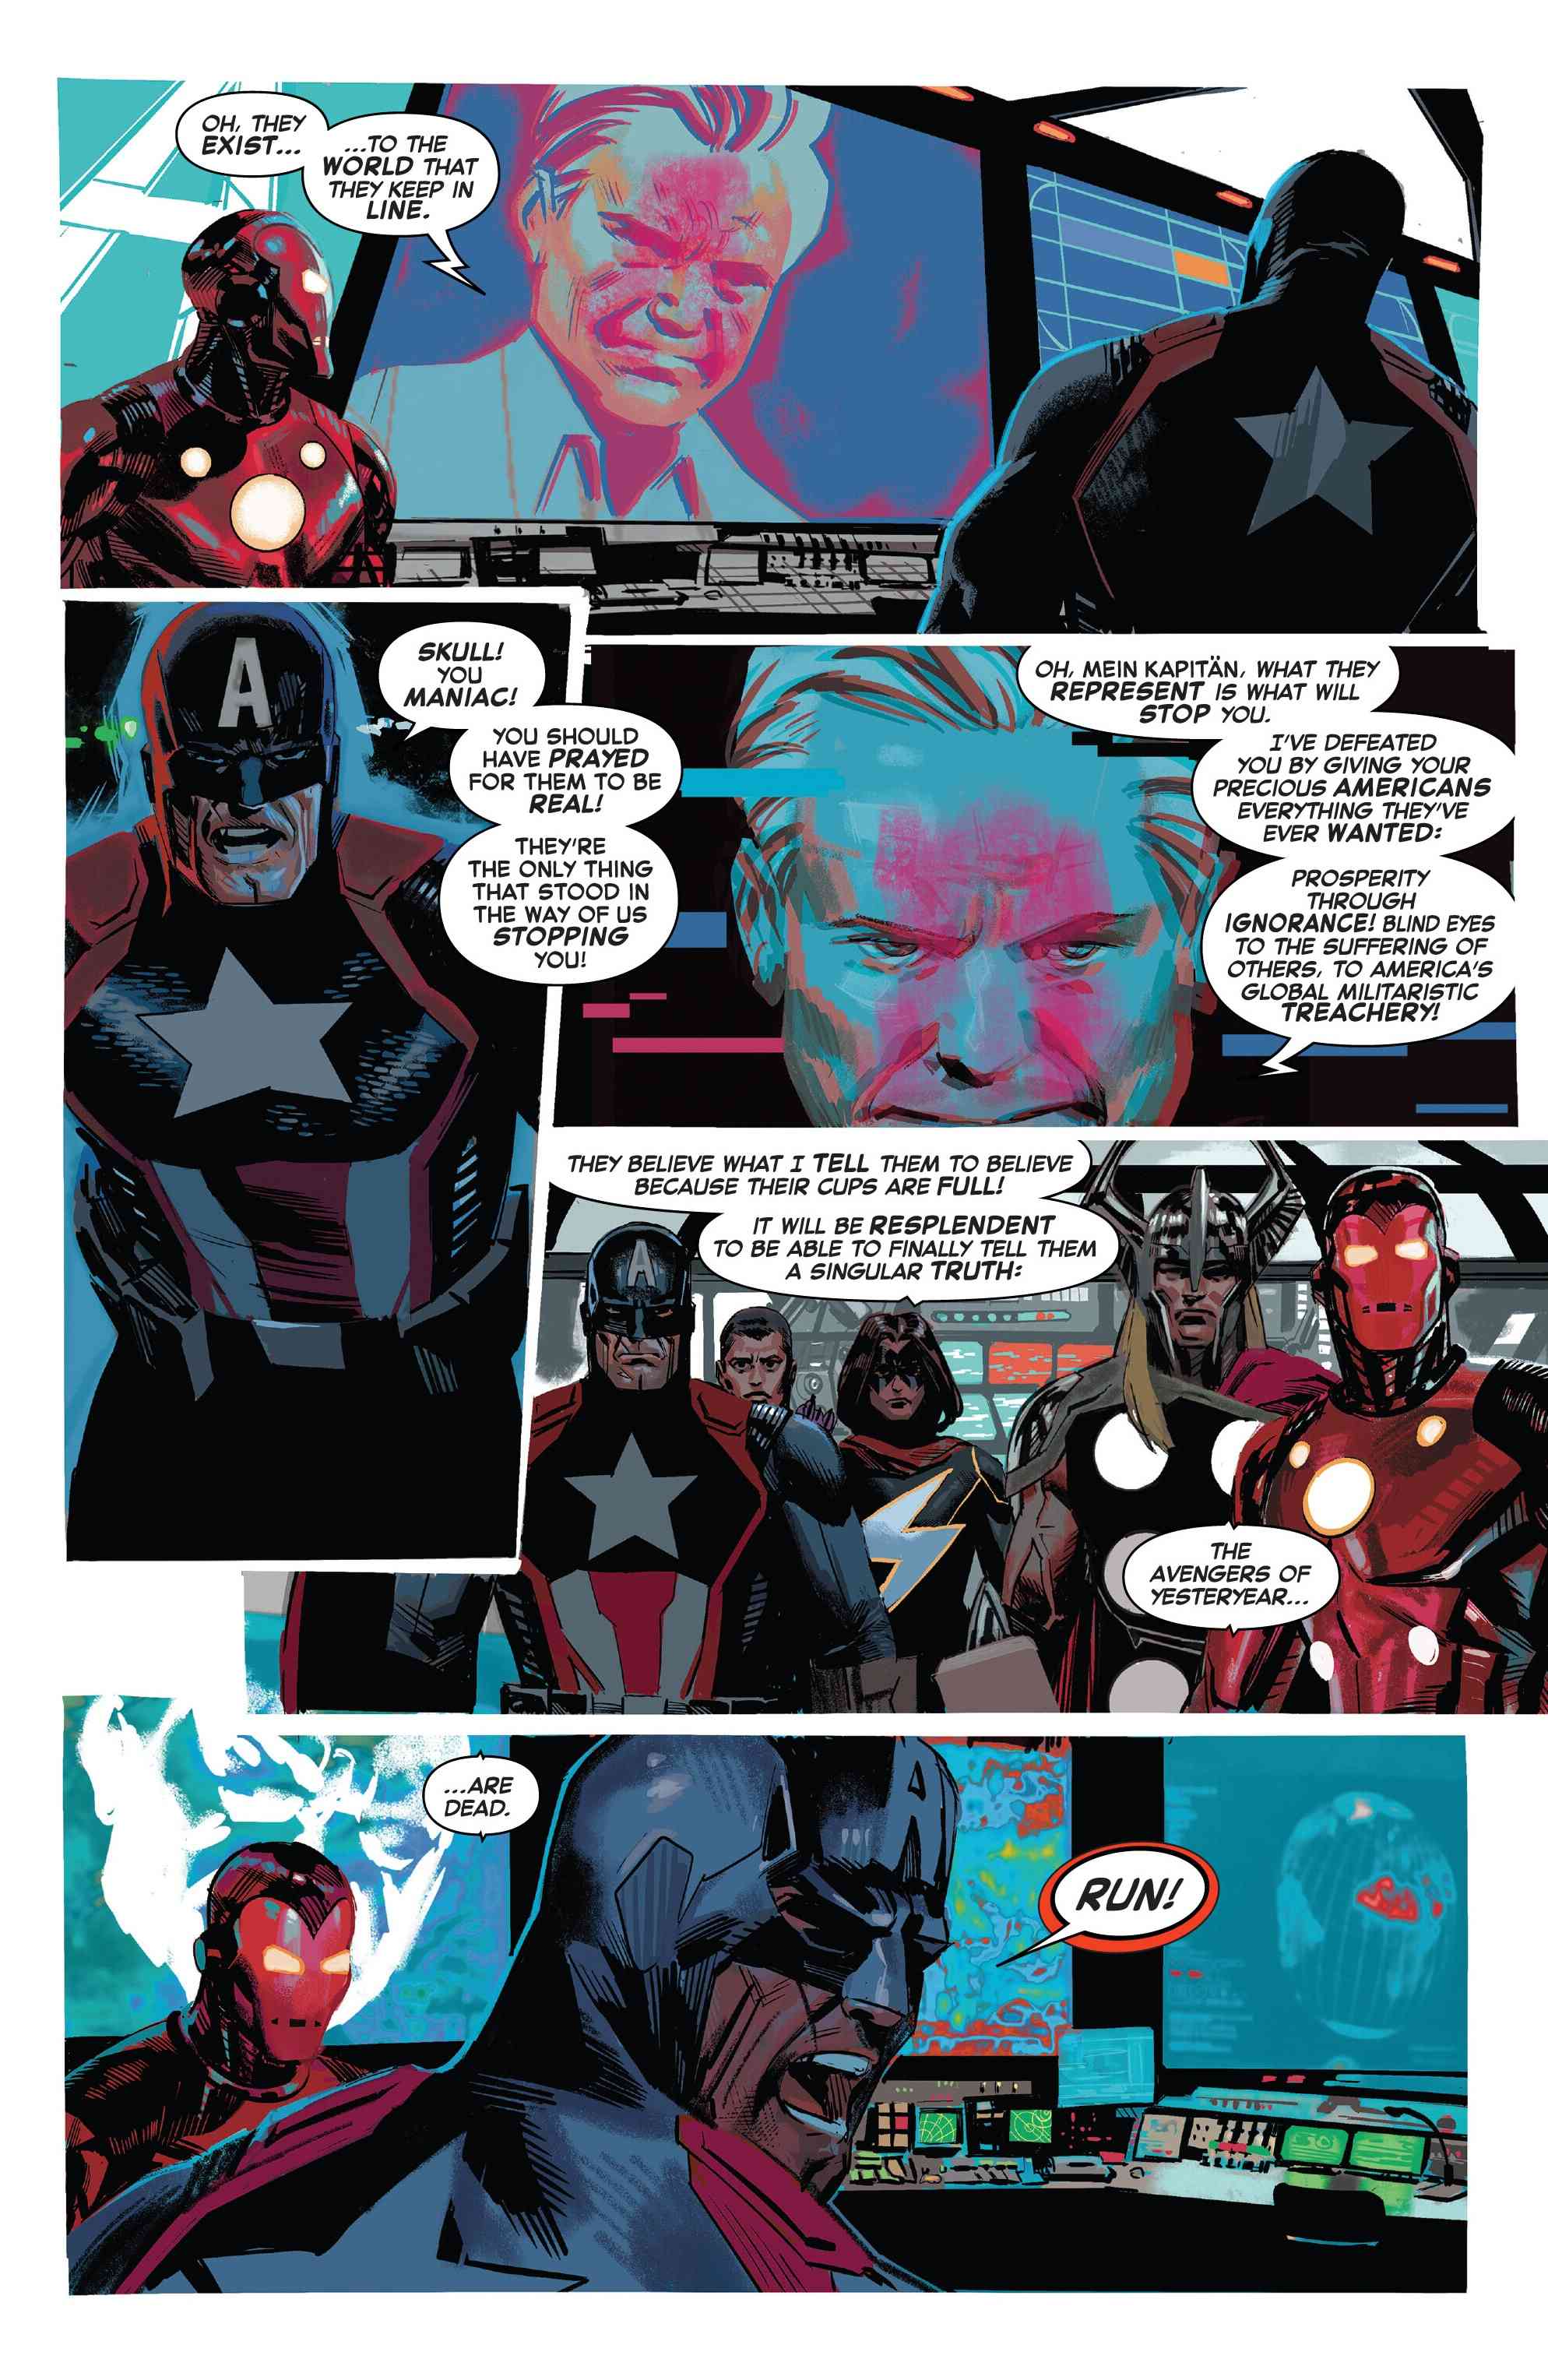 OH, THEY
EXIST...
...TO THE
WORLD THAT
THEY KEEP IN
LINE.
SKULL!
YOU
MANIAC!
YOU SHOULD
HAVE PRAYED
FOR THEM TO BE
REAL!
THEY'RE
THE ONLY THING
THAT STOOD IN
THE WAY OF US
STOPPING
YOU!
OH, MEIN KAPITÄN, WHAT THEY
REPRESENT IS WHAT WILL
STOP YOU.
I'VE DEFEATED
YOU BY GIVING YOUR
PRECIOUS AMERICANS
EVERYTHING THEY'VE
EVER WANTED:
PROSPERITY
THROUGH
IGNORANCE! BLIND EYES
TO THE SUFFERING OF
OTHERS, TO AMERICA'S
GLOBAL MILITARISTIC
TREACHERY!
A
THEY BELIEVE WHAT I TELL THEM TO BELIEVE
BECAUSE THEIR CUPS ARE FULL!
IT WILL BE RESPLENDENT
TO BE ABLE TO FINALLY TELL THEM
A SINGULAR TRUTH:
A
THE
AVENGERS OF
YESTERYEAR...
...ARE
DEAD.
A
RUN!